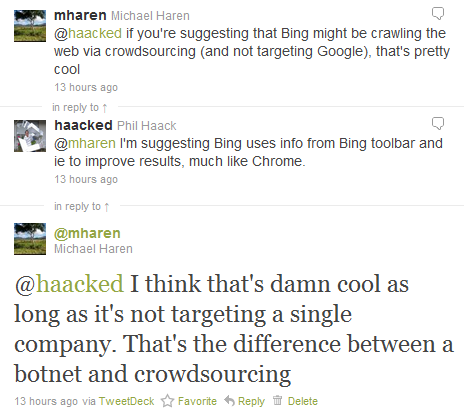 mharen Michael Haren
@haacked if you're suggesting that Bing might be crawling the
web via crowdsourcing (and not targeting Google), that's pretty
cool
13 hours ago
in reply to ↑
haacked Phil Haack
@mharen I'm suggesting Bing uses info from Bing toolbar and
ie to improve results, much like Chrome.
13 hours ago
in reply to ↑
@mharen
Michael Haren
@haacked I think that's damn cool as
long as it's not targeting a single
company. That's the difference between a
botnet and crowdsourcing
13 hours ago via TweetDeck Favorite Reply Delete